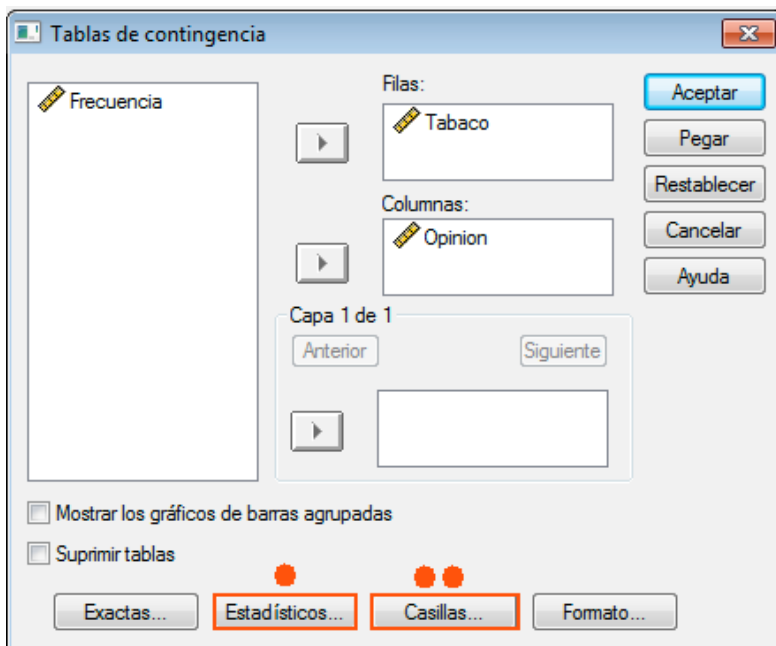 Tablas de contingencia
Frecuencia
Filas:
Tabaco
Columnas:
Opinion
Capa 1 de 1
Anterior
Siguiente
Aceptar
Pegar
Restablecer
Cancelar
Ayuda
Mostrar los gráficos de barras agrupadas
Suprimir tablas
Exactas...
Estadísticos...
Casillas...
Formato...